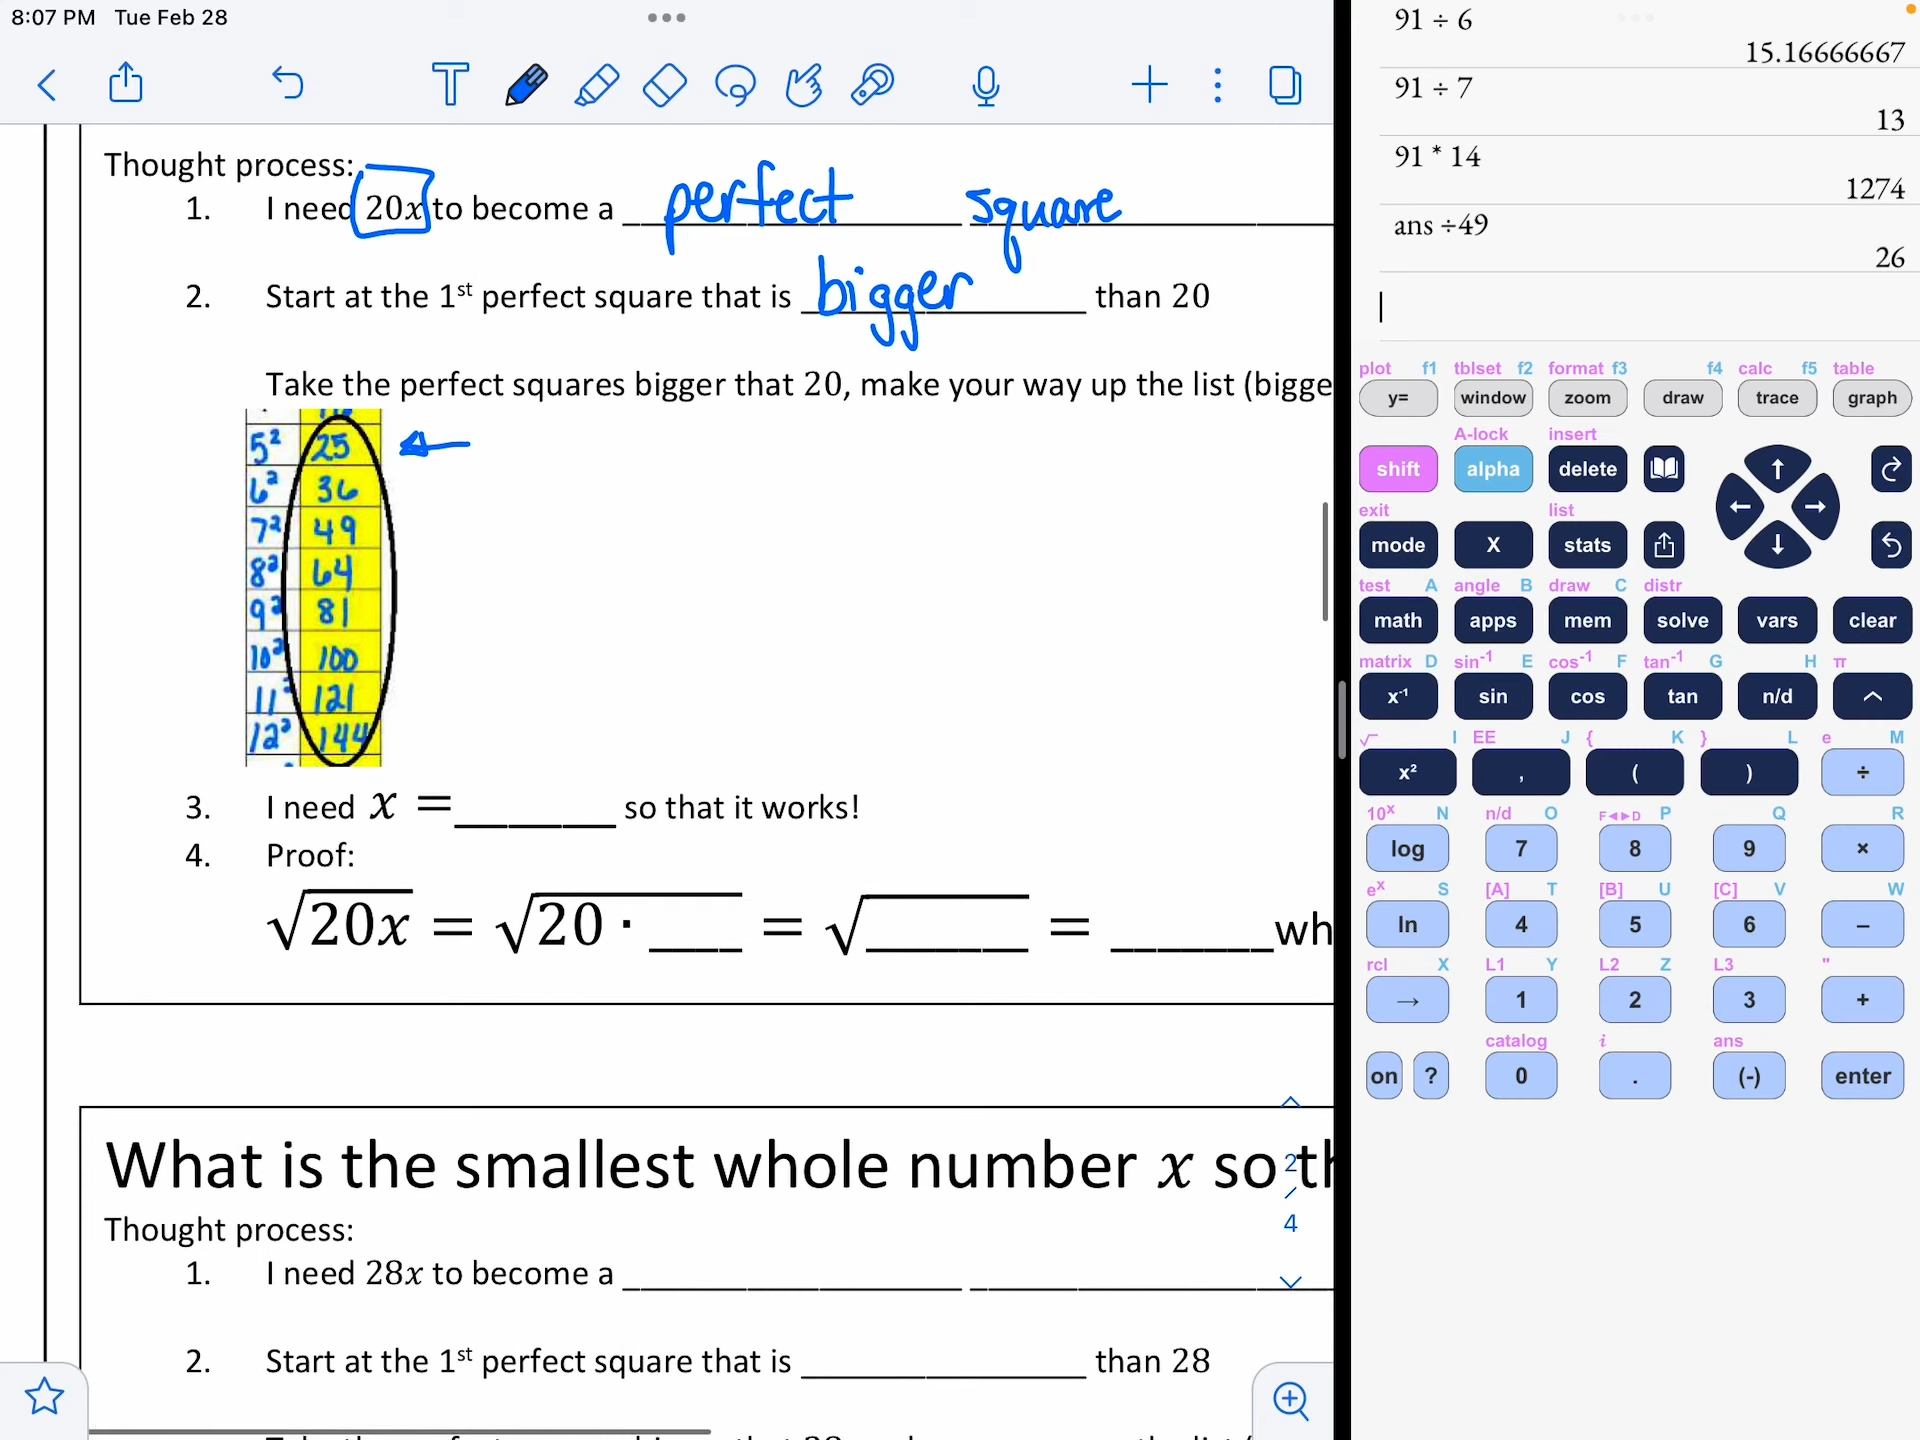 8:07 PM Tue Feb 28
Thought process:
1. I need 20x to become a perfect square
2. Start at the 1st perfect square that is bigger than 20
Take the perfect squares bigger that 20, make your way up the list (bigge
5² 25
6² 36
7² 49
8² 64
9² 81
10² 100
11² 121
12² 144
3. I need x = ______ so that it works!
4. Proof:
√20x = √20 · ____ = √______ = ______wh
What is the smallest whole number x so th
Thought process:
1. I need 28x to become a
2. Start at the 1st perfect square that is ______ than 28
2 / 4
91 ÷ 6
15.16666667
91 ÷ 7
13
91 * 14
1274
ans ÷49
26
plot f1 tblset f2 format f3 f4 calc f5 table
y= window zoom draw trace graph
A-lock insert
shift alpha delete
exit list
mode X stats
test A angle B draw C distr
math apps mem solve vars clear
matrix D sin⁻¹ E cos⁻¹ F tan⁻¹ G H π
x⁻¹ sin cos tan n/d ^
√ I EE J { K } L e M
x² , ( ) ÷
10ˣ N n/d O F◄►D P Q R
log 7 8 9 ×
eˣ S [A] T [B] U [C] V W
ln 4 5 6 −
rcl X L1 Y L2 Z L3 "
→ 1 2 3 +
catalog i ans
on ? 0 . (-) enter